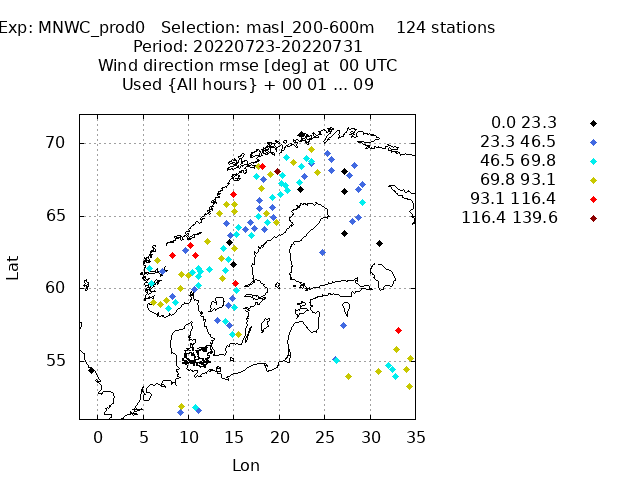 Exp: MNWC_prod0 Selection: masl_200-600m 124 stations
Period: 20220723-20220731
Wind direction rmse [deg] at 00 UTC
Used {All hours} + 00 01 ... 09
0.0 23.3
23.3 46.5
46.5 69.8
69.8 93.1
93.1 116.4
116.4 139.6
70
65
60
55
Lat
0 5 10 15 20 25 30 35
Lon